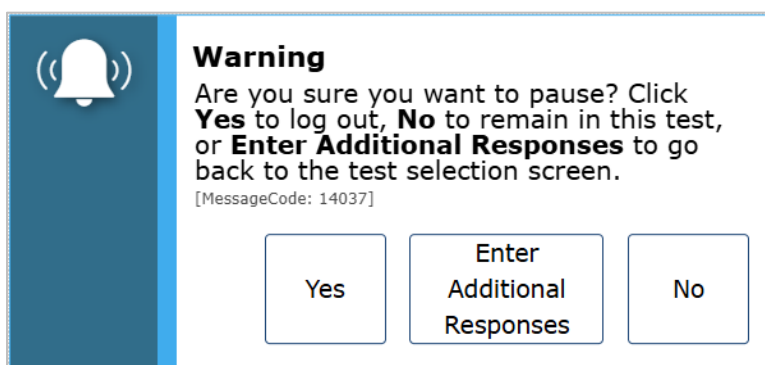 Warning
Are you sure you want to pause? Click
Yes to log out, No to remain in this test,
or Enter Additional Responses to go
back to the test selection screen.
[MessageCode: 14037]
Yes
Enter
Additional
Responses
No